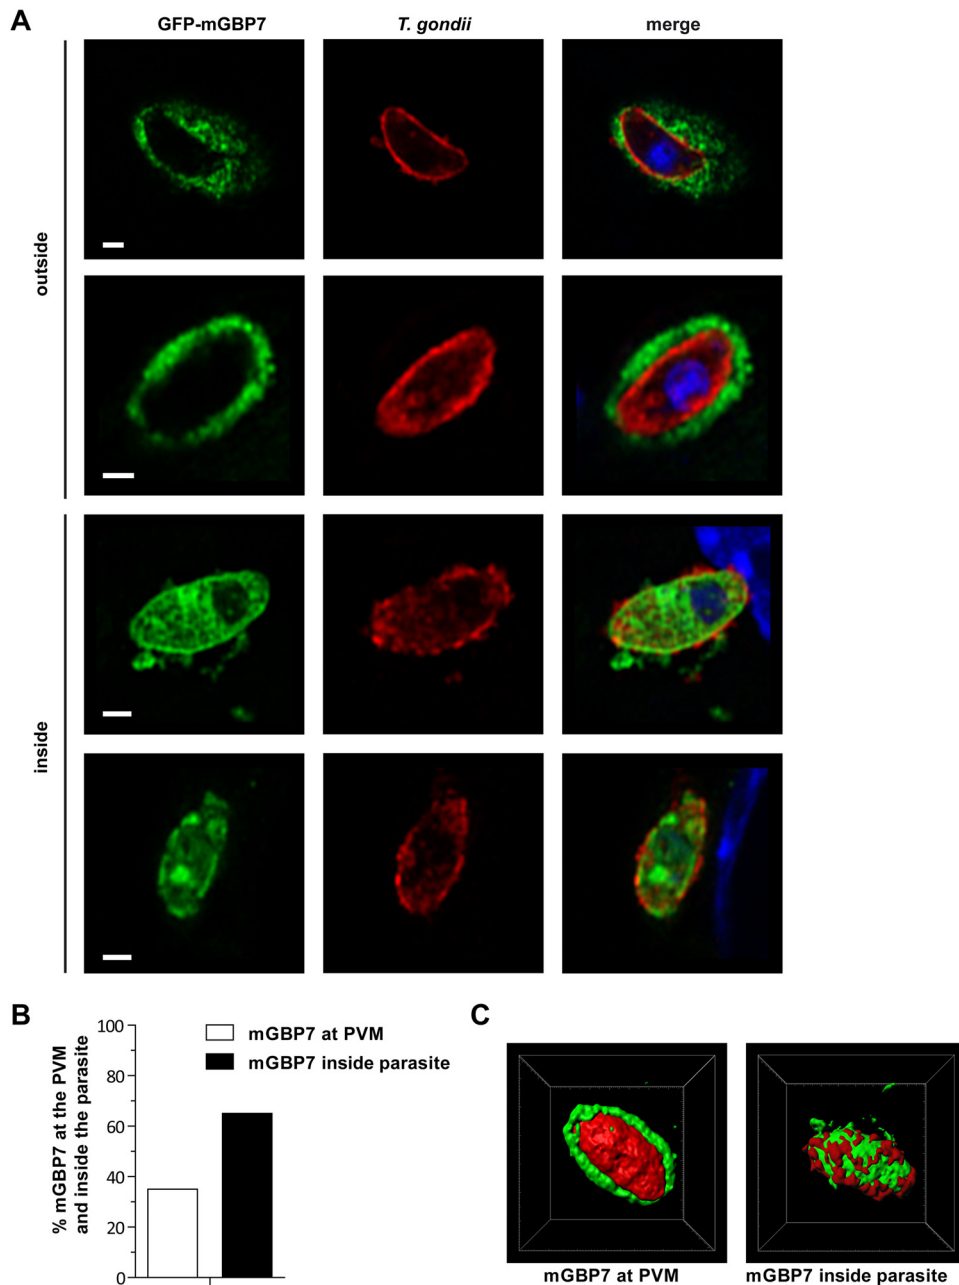 A
GFP-mGBP7
T. gondii
merge
outside
inside
B
% mGBP7 at the PVM
and inside the parasite
100
80
60
40
20
0
mGBP7 at PVM
mGBP7 inside parasite
C
mGBP7 at PVM
mGBP7 inside parasite